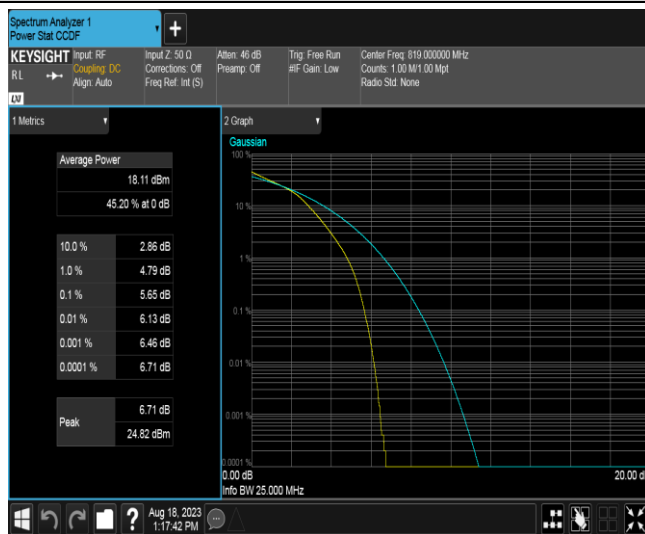 Spectrum Analyzer 1
Power Stat CCDF
+
KEYSIGHT
RL
LXI
Input: RF
Coupling: DC
Align: Auto
Input Z: 50 Ω
Corrections: Off
Freq Ref: Int (S)
Atten: 46 dB
Preamp: Off
Trig: Free Run
#IF Gain: Low
Center Freq: 819.000000 MHz
Counts: 1.00 M/1.00 Mpt
Radio Std: None
1 Metrics
Average Power
18.11 dBm
45.20 % at 0 dB
10.0 % 2.86 dB
1.0 % 4.79 dB
0.1 % 5.65 dB
0.01 % 6.13 dB
0.001 % 6.46 dB
0.0001 % 6.71 dB
Peak
6.71 dB
24.82 dBm
2 Graph
Gaussian
100 %
10 %
1 %
0.1 %
0.01 %
0.001 %
0.0001 %
0.00 dB
20.00 d
Info BW 25.000 MHz
?
Aug 18, 2023
1:17:42 PM